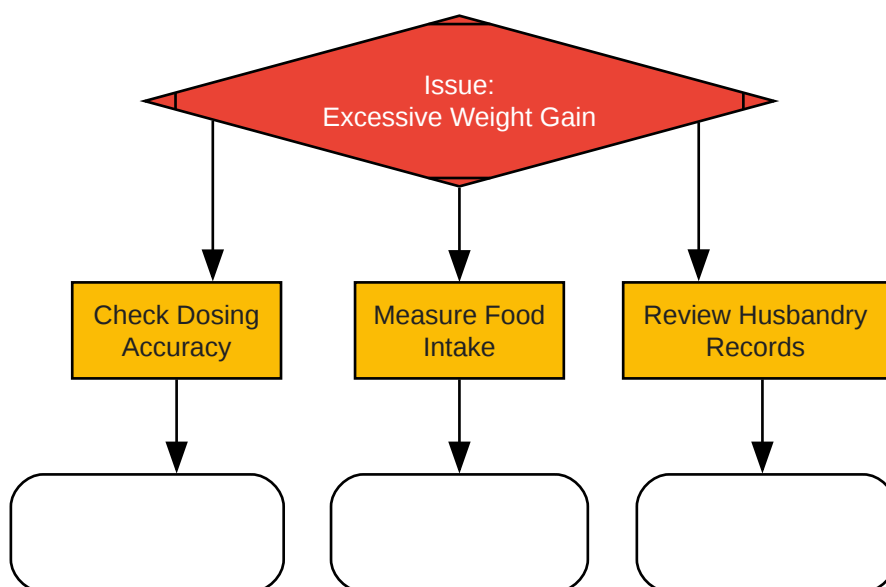 Issue:
Excessive Weight Gain
Check Dosing
Accuracy
Measure Food
Intake
Review Husbandry
Records